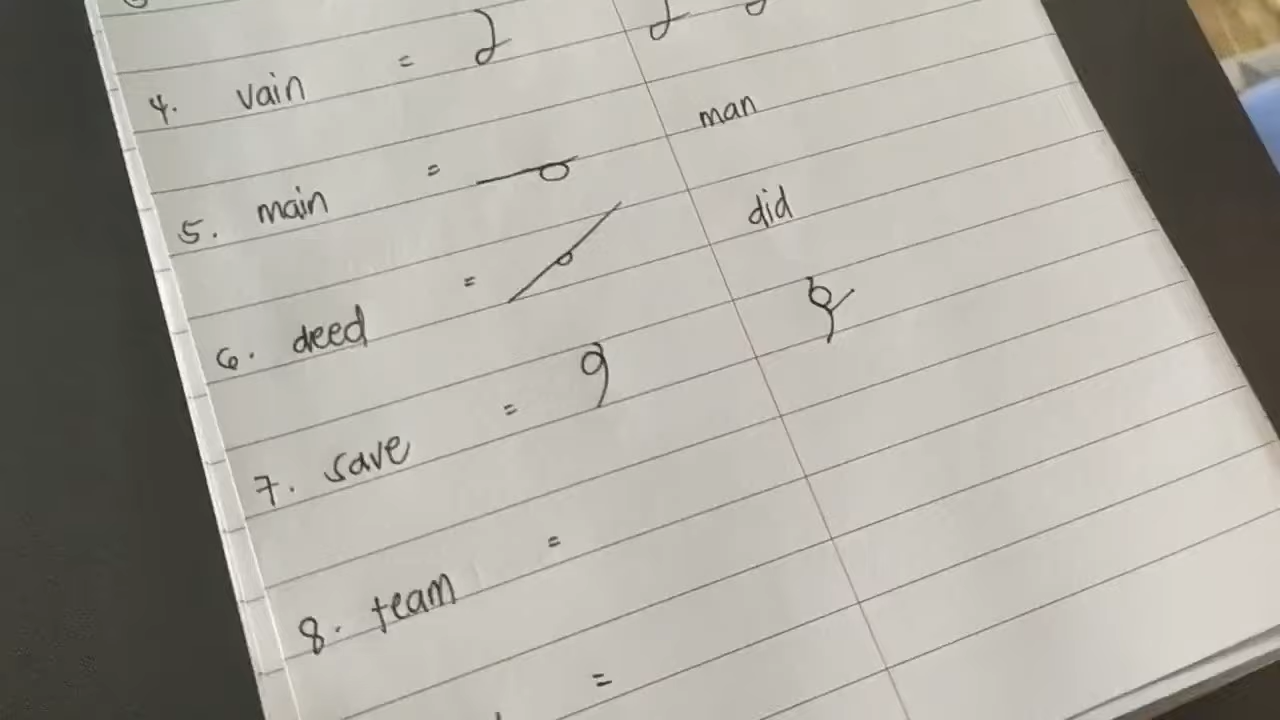 4. vain =
man
5. main =
did
6. deed =
7. save =
8. team =
=